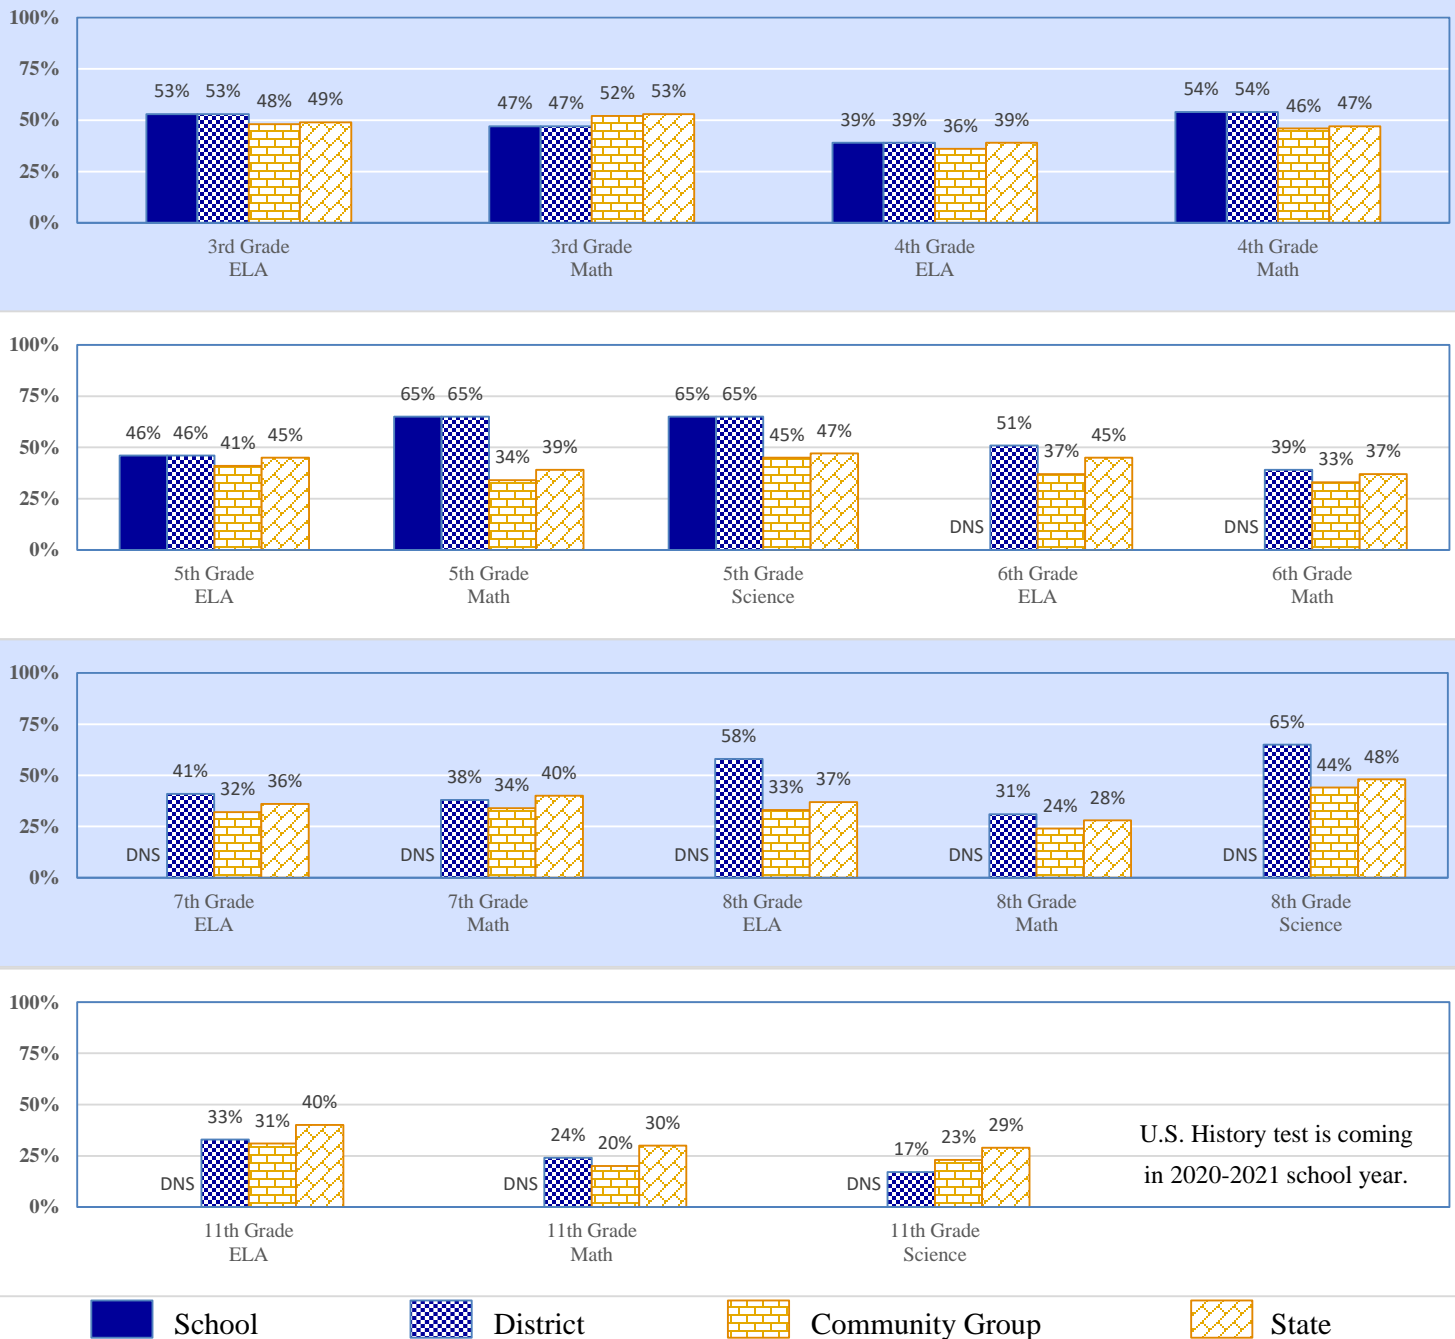 100%
75%
50%
25%
0%
53% 53% 48% 49%
47% 47% 52% 53%
39% 39% 36% 39%
54% 54% 46% 47%
3rd Grade
ELA
3rd Grade
Math
4th Grade
ELA
4th Grade
Math
100%
75%
50%
25%
0%
46% 46% 41% 45%
65% 65% 34% 39%
65% 65% 45% 47%
DNS 51% 37% 45%
DNS 39% 33% 37%
5th Grade
ELA
5th Grade
Math
5th Grade
Science
6th Grade
ELA
6th Grade
Math
100%
75%
50%
25%
0%
DNS 41% 32% 36%
DNS 38% 34% 40%
DNS 58% 33% 37%
DNS 31% 24% 28%
DNS 65% 44% 48%
7th Grade
ELA
7th Grade
Math
8th Grade
ELA
8th Grade
Math
8th Grade
Science
100%
75%
50%
25%
0%
DNS 33% 31% 40%
DNS 24% 20% 30%
DNS 17% 23% 29%
U.S. History test is coming
in 2020-2021 school year.
11th Grade
ELA
11th Grade
Math
11th Grade
Science
School District Community Group State